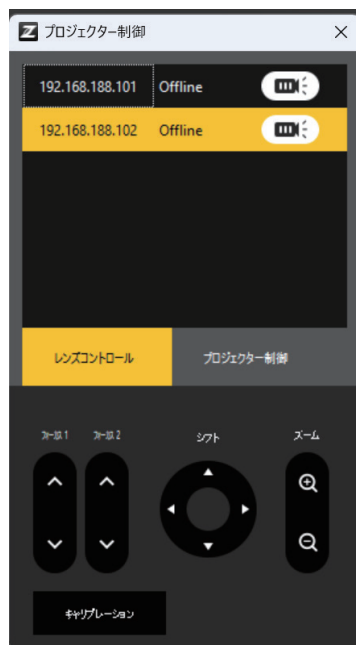 Z プロジェクター制御
192.168.188.101 Offline
192.168.188.102 Offline
レンズコントロール プロジェクター制御
フォーカス 1 フォーカス 2 シフト ズーム
キャリブレーション